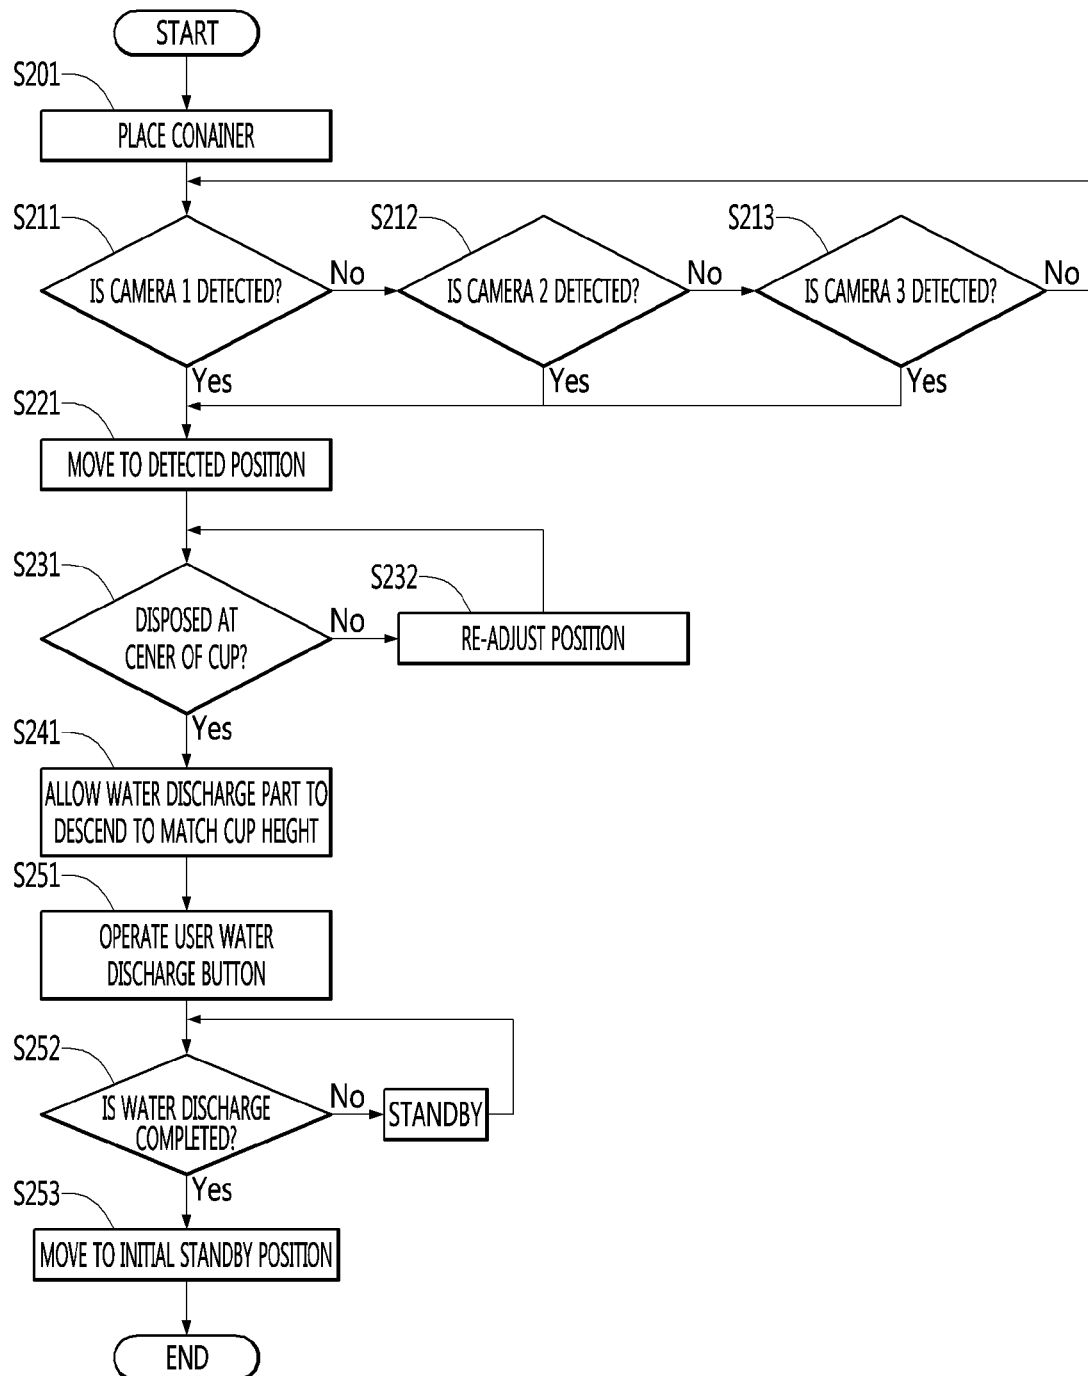 START
S201
PLACE CONAINER
S211
S212
S213
IS CAMERA 1 DETECTED?
No
IS CAMERA 2 DETECTED?
No
IS CAMERA 3 DETECTED?
No
Yes
Yes
Yes
S221
MOVE TO DETECTED POSITION
S231
S232
DISPOSED AT
CENER OF CUP?
No
RE-ADJUST POSITION
Yes
S241
ALLOW WATER DISCHARGE PART TO
DESCEND TO MATCH CUP HEIGHT
S251
OPERATE USER WATER
DISCHARGE BUTTON
S252
IS WATER DISCHARGE
COMPLETED?
No
STANDBY
Yes
S253
MOVE TO INITIAL STANDBY POSITION
END